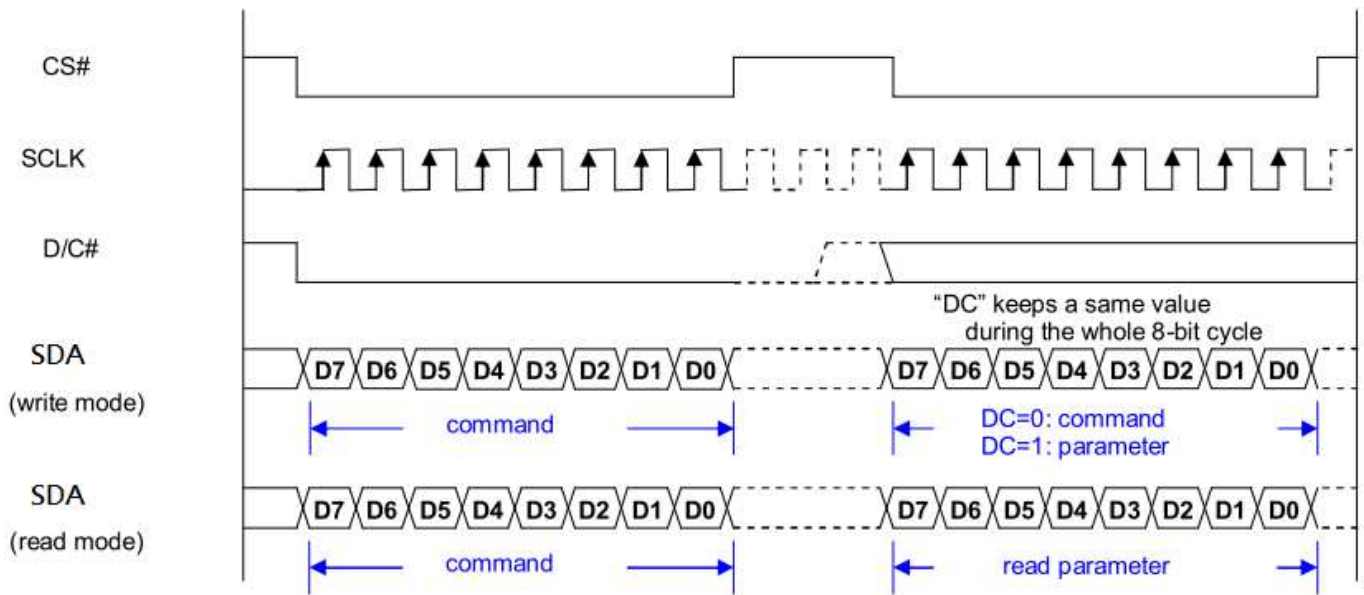 CS#
SCLK
D/C#
“DC” keeps a same value
during the whole 8-bit cycle
SDA
(write mode)
D7 D6 D5 D4 D3 D2 D1 D0 D7 D6 D5 D4 D3 D2 D1 D0
command
DC=0: command
DC=1: parameter
SDA
(read mode)
D7 D6 D5 D4 D3 D2 D1 D0 D7 D6 D5 D4 D3 D2 D1 D0
command read parameter